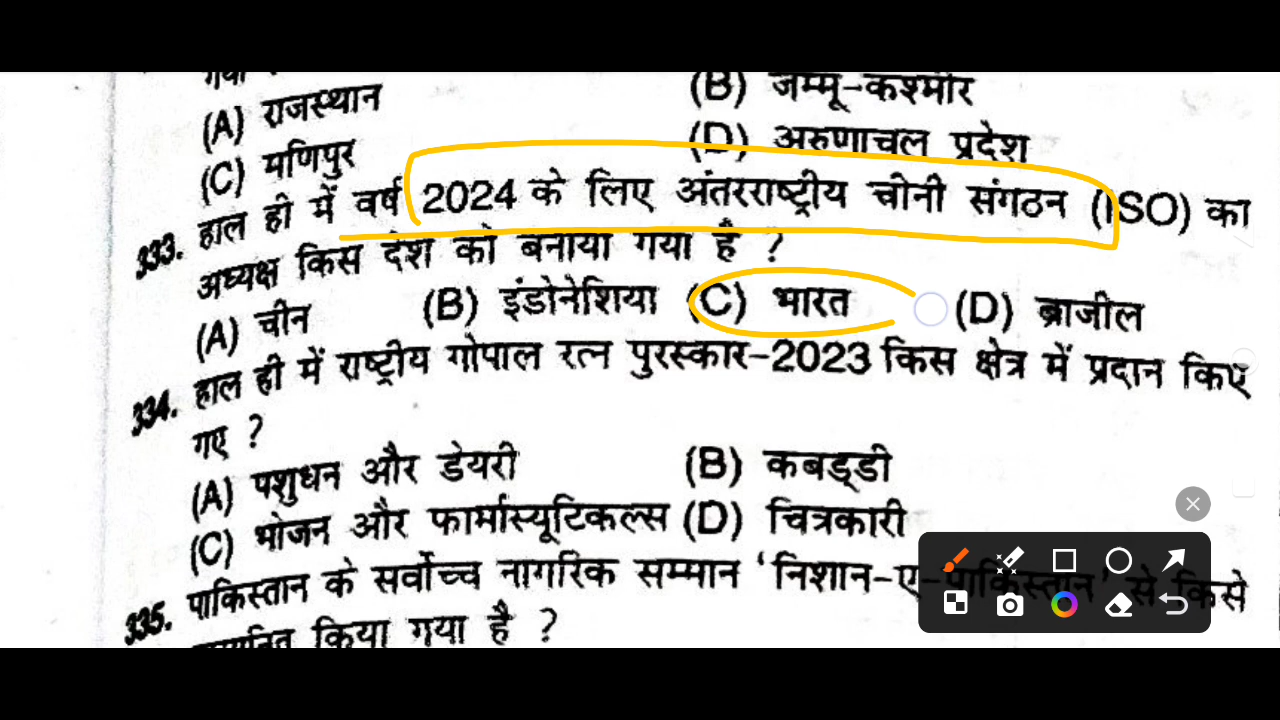 (A) राजस्थान (B) जम्मू-कश्मीर
(C) मणिपुर (D) अरुणाचल प्रदेश
333. हाल ही में वर्ष 2024 के लिए अंतरराष्ट्रीय चीनी संगठन (ISO) का
अध्यक्ष किस देश को बनाया गया है ?
(A) चीन (B) इंडोनेशिया (C) भारत (D) ब्राजील
334. हाल ही में राष्ट्रीय गोपाल रत्न पुरस्कार-2023 किस क्षेत्र में प्रदान किए
गए ?
(A) पशुधन और डेयरी (B) कबड्डी
(C) भोजन और फार्मास्यूटिकल्स (D) चित्रकारी
335. पाकिस्तान के सर्वोच्च नागरिक सम्मान 'निशान-ए-पाकिस्तान' से किसे
किया गया है ?